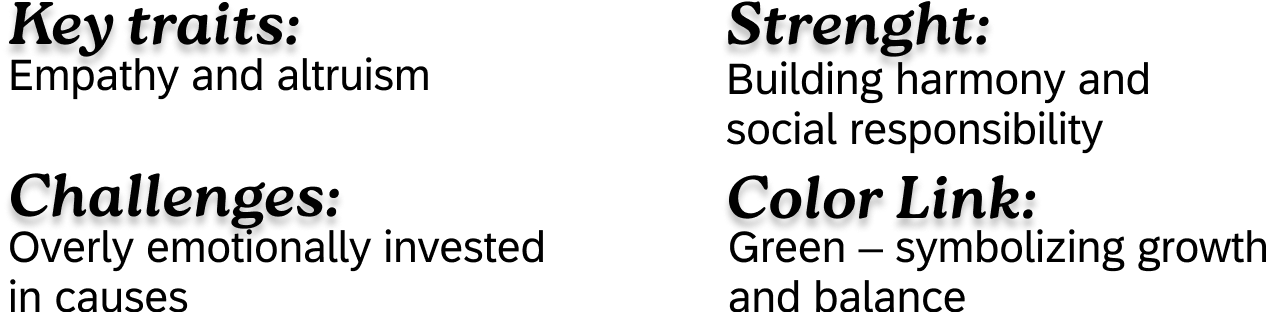 Key traits:
Empathy and altruism
Strenght:
Building harmony and
social responsibility
Challenges:
Overly emotionally invested
in causes
Color Link:
Green – symbolizing growth
and balance